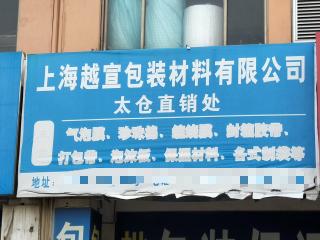 上海越宣包装材料有限公司
太仓直销处
气泡膜、珍珠棉、缠绕膜、封箱胶带、
打包带、泡沫板、保温材料、各式制袋等
地址：
包装